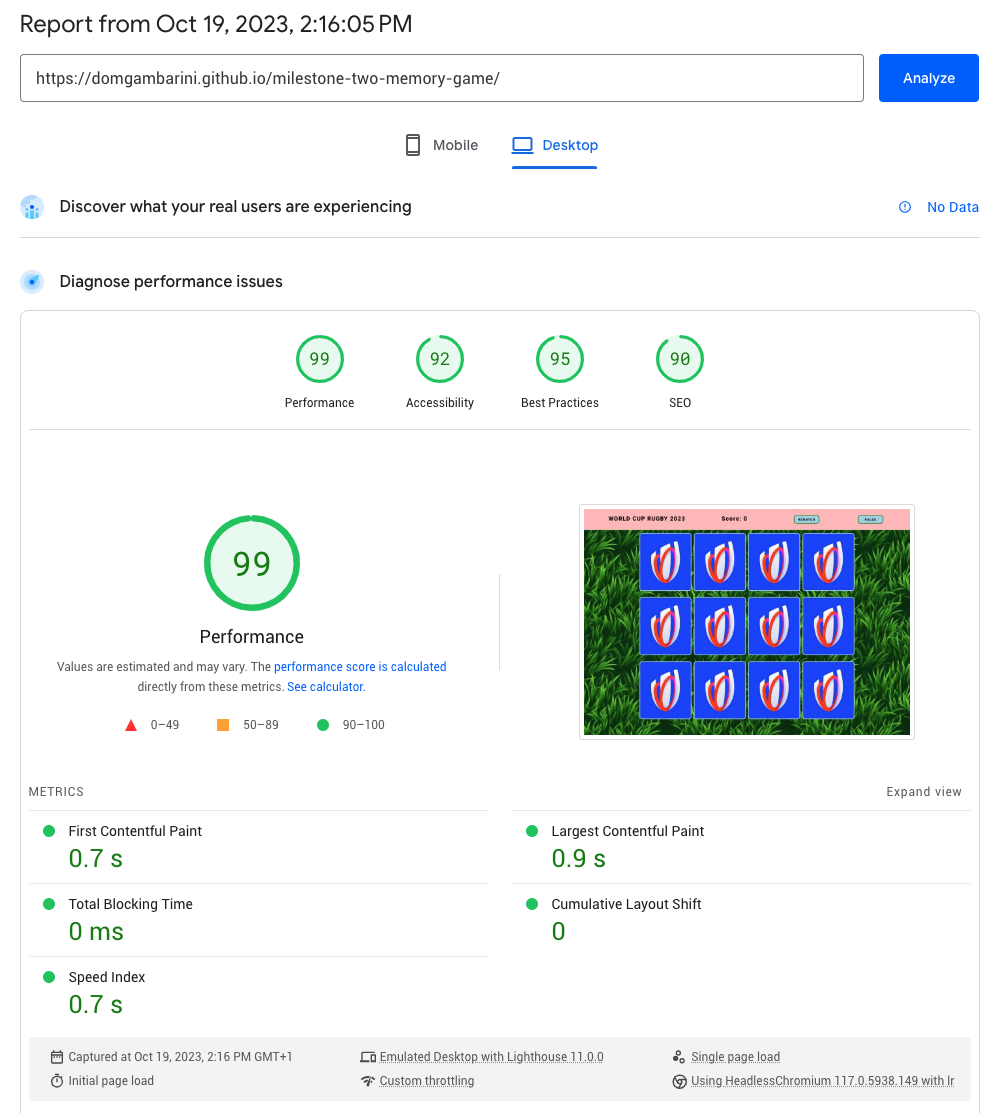 Report from Oct 19, 2023, 2:16:05 PM
https://domgambarini.github.io/milestone-two-memory-game/
Analyze
Mobile
Desktop
Discover what your real users are experiencing
No Data
Diagnose performance issues
99
92
95
90
Performance
Accessibility
Best Practices
SEO
WORLD CUP RUGBY 2023
Score: 0
REMATCH
RULES
99
Performance
Values are estimated and may vary. The performance score is calculated
directly from these metrics. See calculator.
0–49
50–89
90–100
METRICS
Expand view
First Contentful Paint
0.7 s
Largest Contentful Paint
0.9 s
Total Blocking Time
0 ms
Cumulative Layout Shift
0
Speed Index
0.7 s
Captured at Oct 19, 2023, 2:16 PM GMT+1
Emulated Desktop with Lighthouse 11.0.0
Single page load
Initial page load
Custom throttling
Using HeadlessChromium 117.0.5938.149 with lr